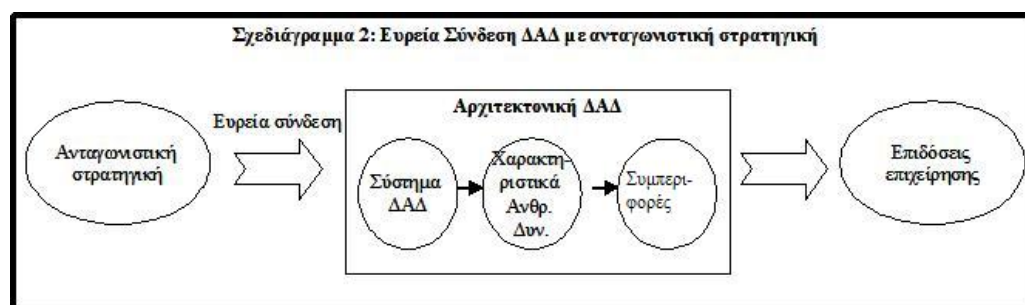 Σχεδιάγραμμα 2: Ευρεία Σύνδεση ΔΑΔ με ανταγωνιστική στρατηγική
Ανταγωνιστική
στρατηγική
Ευρεία σύνδεση
Αρχιτεκτονική ΔΑΔ
Σύστημα
ΔΑΔ
Χαρακτη-
ριστικά
Ανθρ.
Δυν.
Συμπερι-
φορές
Επιδόσεις
επιχείρησης